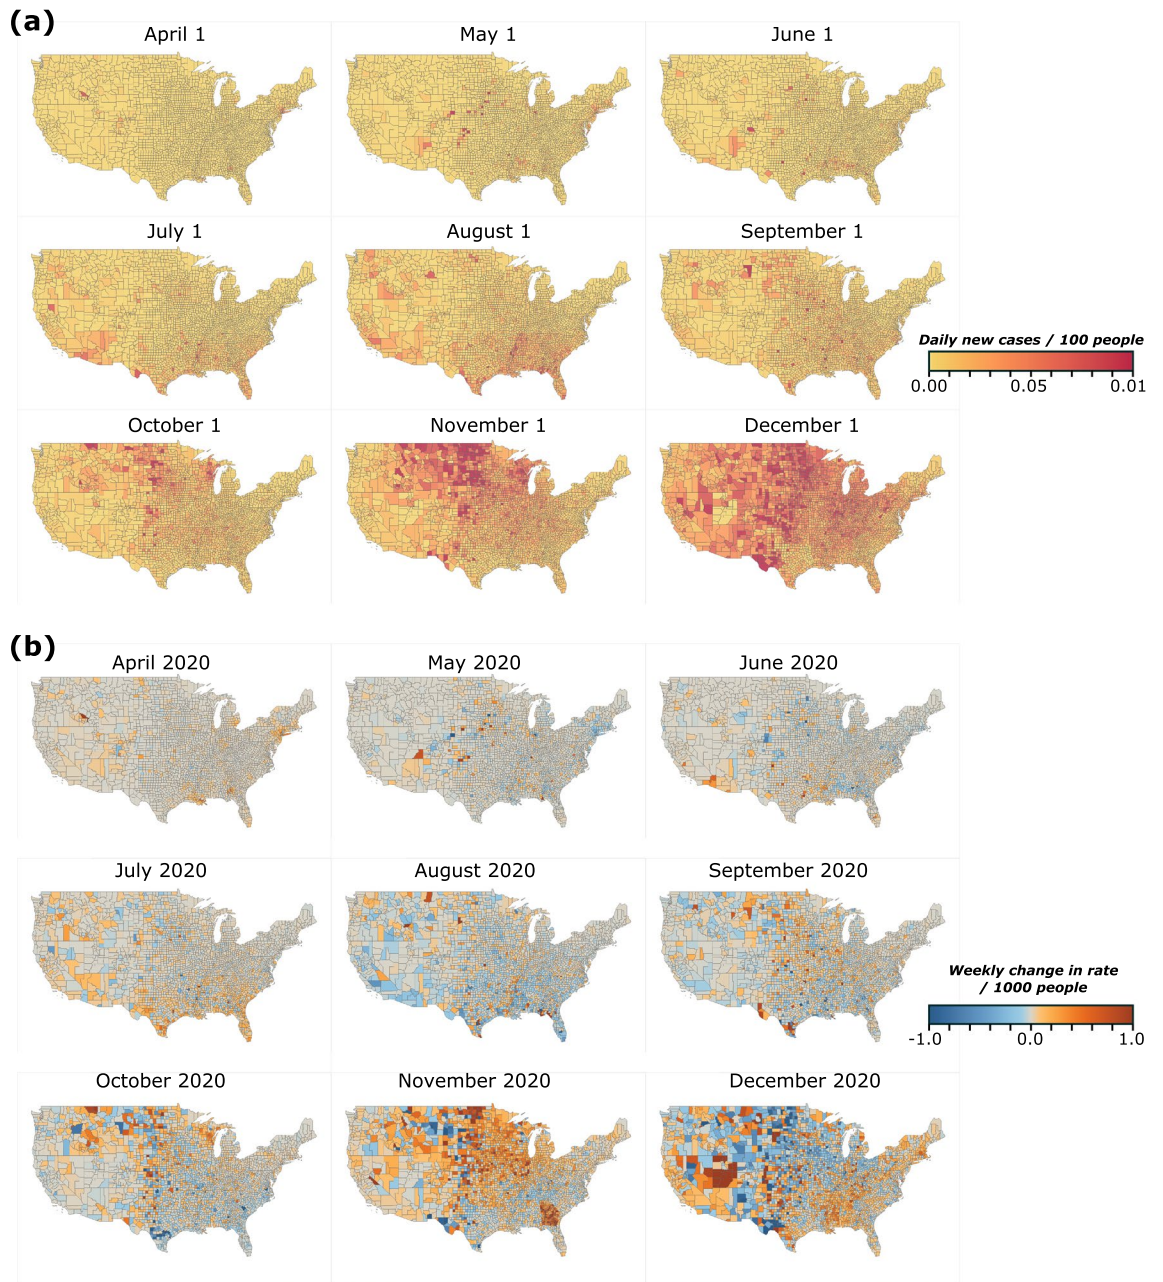 (a)
April 1
May 1
June 1
July 1
August 1
September 1
Daily new cases / 100 people
0.00
0.05
0.01
October 1
November 1
December 1
(b)
April 2020
May 2020
June 2020
July 2020
August 2020
September 2020
Weekly change in rate
/ 1000 people
-1.0
0.0
1.0
October 2020
November 2020
December 2020